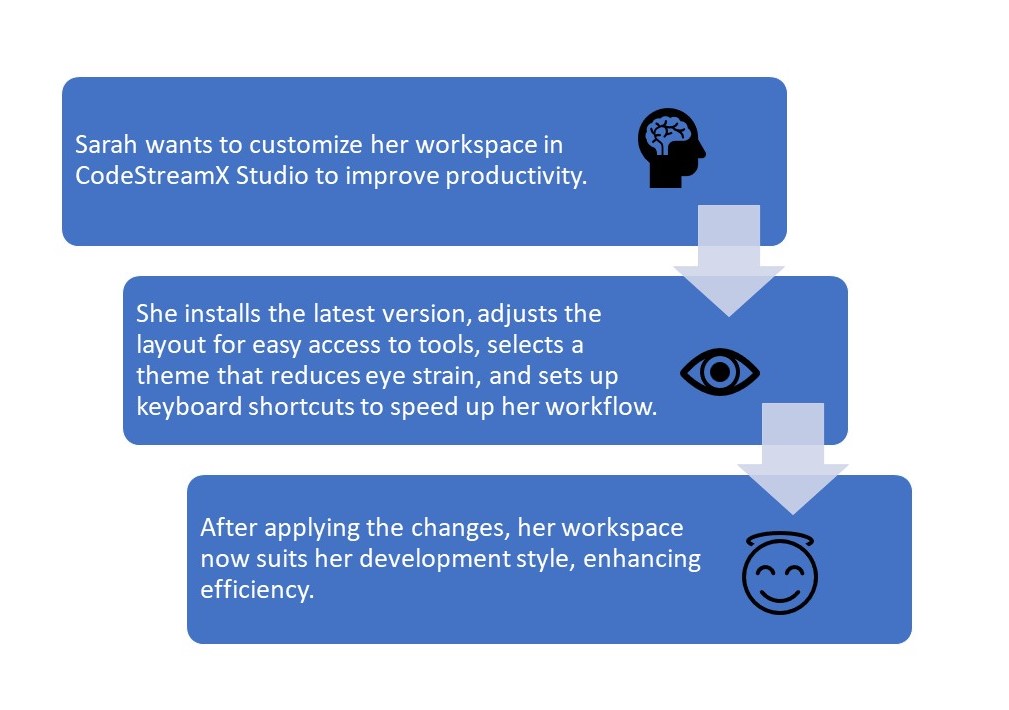 Sarah wants to customize her workspace in
CodeStreamX Studio to improve productivity.
She installs the latest version, adjusts the
layout for easy access to tools, selects a
theme that reduces eye strain, and sets up
keyboard shortcuts to speed up her workflow.
After applying the changes, her workspace
now suits her development style, enhancing
efficiency.